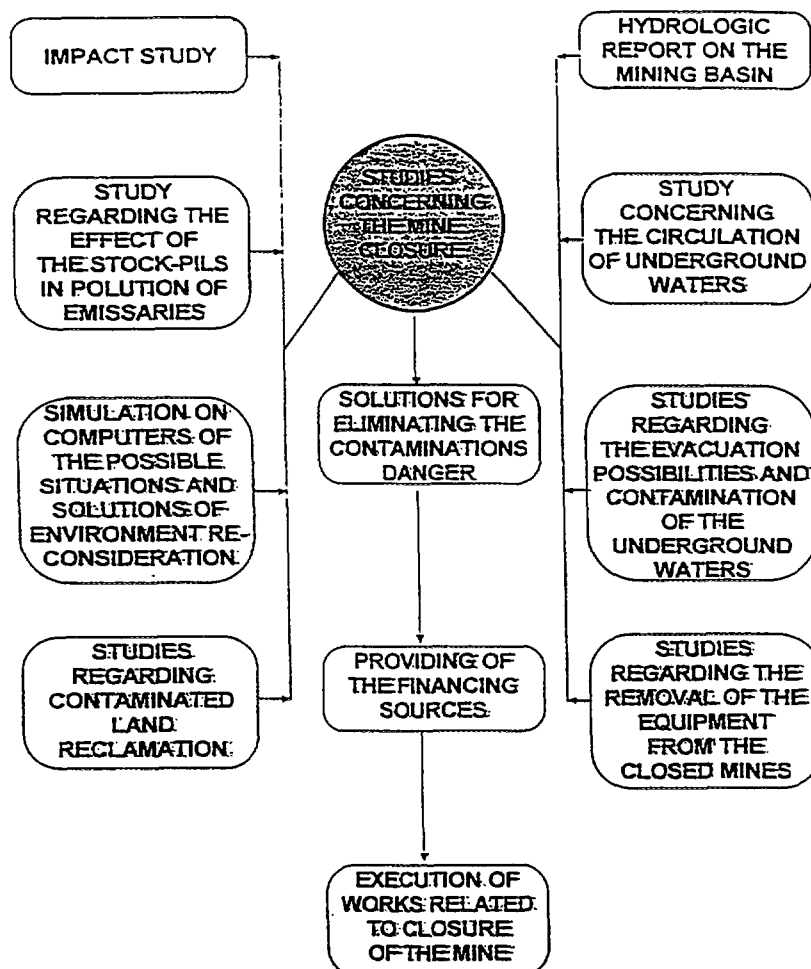 IMPACT STUDY
HYDROLOGIC
REPORT ON THE
MINING BASIN
STUDIES
CONCERNING
THE MINE
CLOSURE
STUDY
REGARDING THE
EFFECT OF
THE STOCK-PILS
IN POLUTION OF
EMISSARIES
STUDY
CONCERNING
THE CIRCULATION
OF UNDERGROUND
WATERS
SIMULATION ON
COMPUTERS OF
THE POSSIBLE
SITUATIONS AND
SOLUTIONS OF
ENVIRONMENT RE-
CONSIDERATION
SOLUTIONS FOR
ELIMINATING THE
CONTAMINATIONS
DANGER
STUDIES
REGARDING
THE EVACUATION
POSSIBILITIES AND
CONTAMINATION
OF THE
UNDERGROUND
WATERS
STUDIES
REGARDING
CONTAMINATED
LAND
RECLAMATION
PROVIDING OF
THE FINANCING
SOURCES
STUDIES
REGARDING THE
REMOVAL OF THE
EQUIPMENT
FROM THE
CLOSED MINES
EXECUTION OF
WORKS RELATED
TO CLOSURE
OF THE MINE